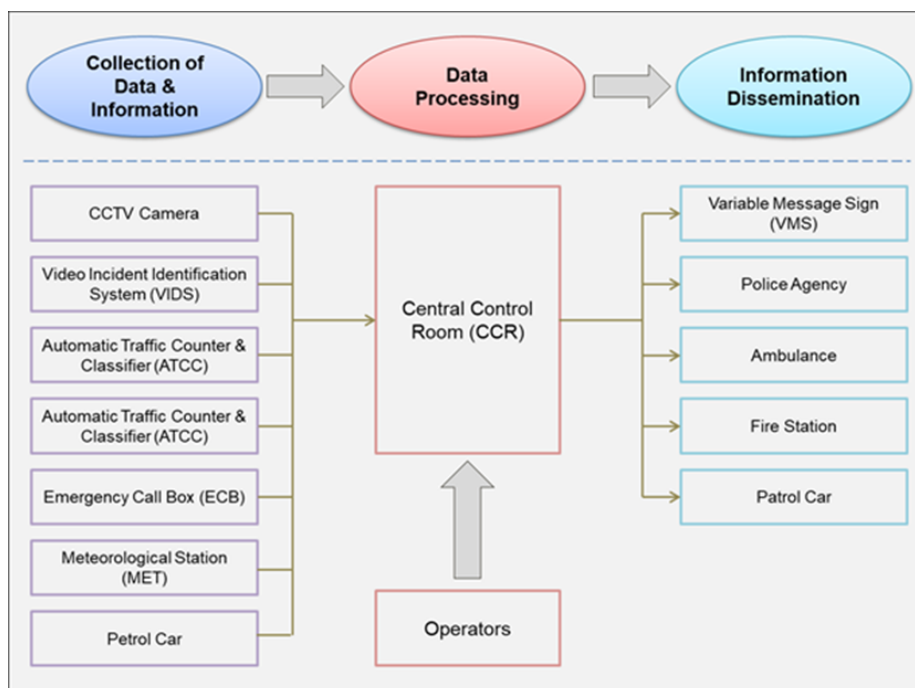 Collection of
Data &
Information
Data
Processing
Information
Dissemination
CCTV Camera
Video Incident Identification
System (VIDS)
Automatic Traffic Counter &
Classifier (ATCC)
Automatic Traffic Counter &
Classifier (ATCC)
Emergency Call Box (ECB)
Meteorological Station
(MET)
Petrol Car
Central Control
Room (CCR)
Operators
Variable Message Sign
(VMS)
Police Agency
Ambulance
Fire Station
Patrol Car